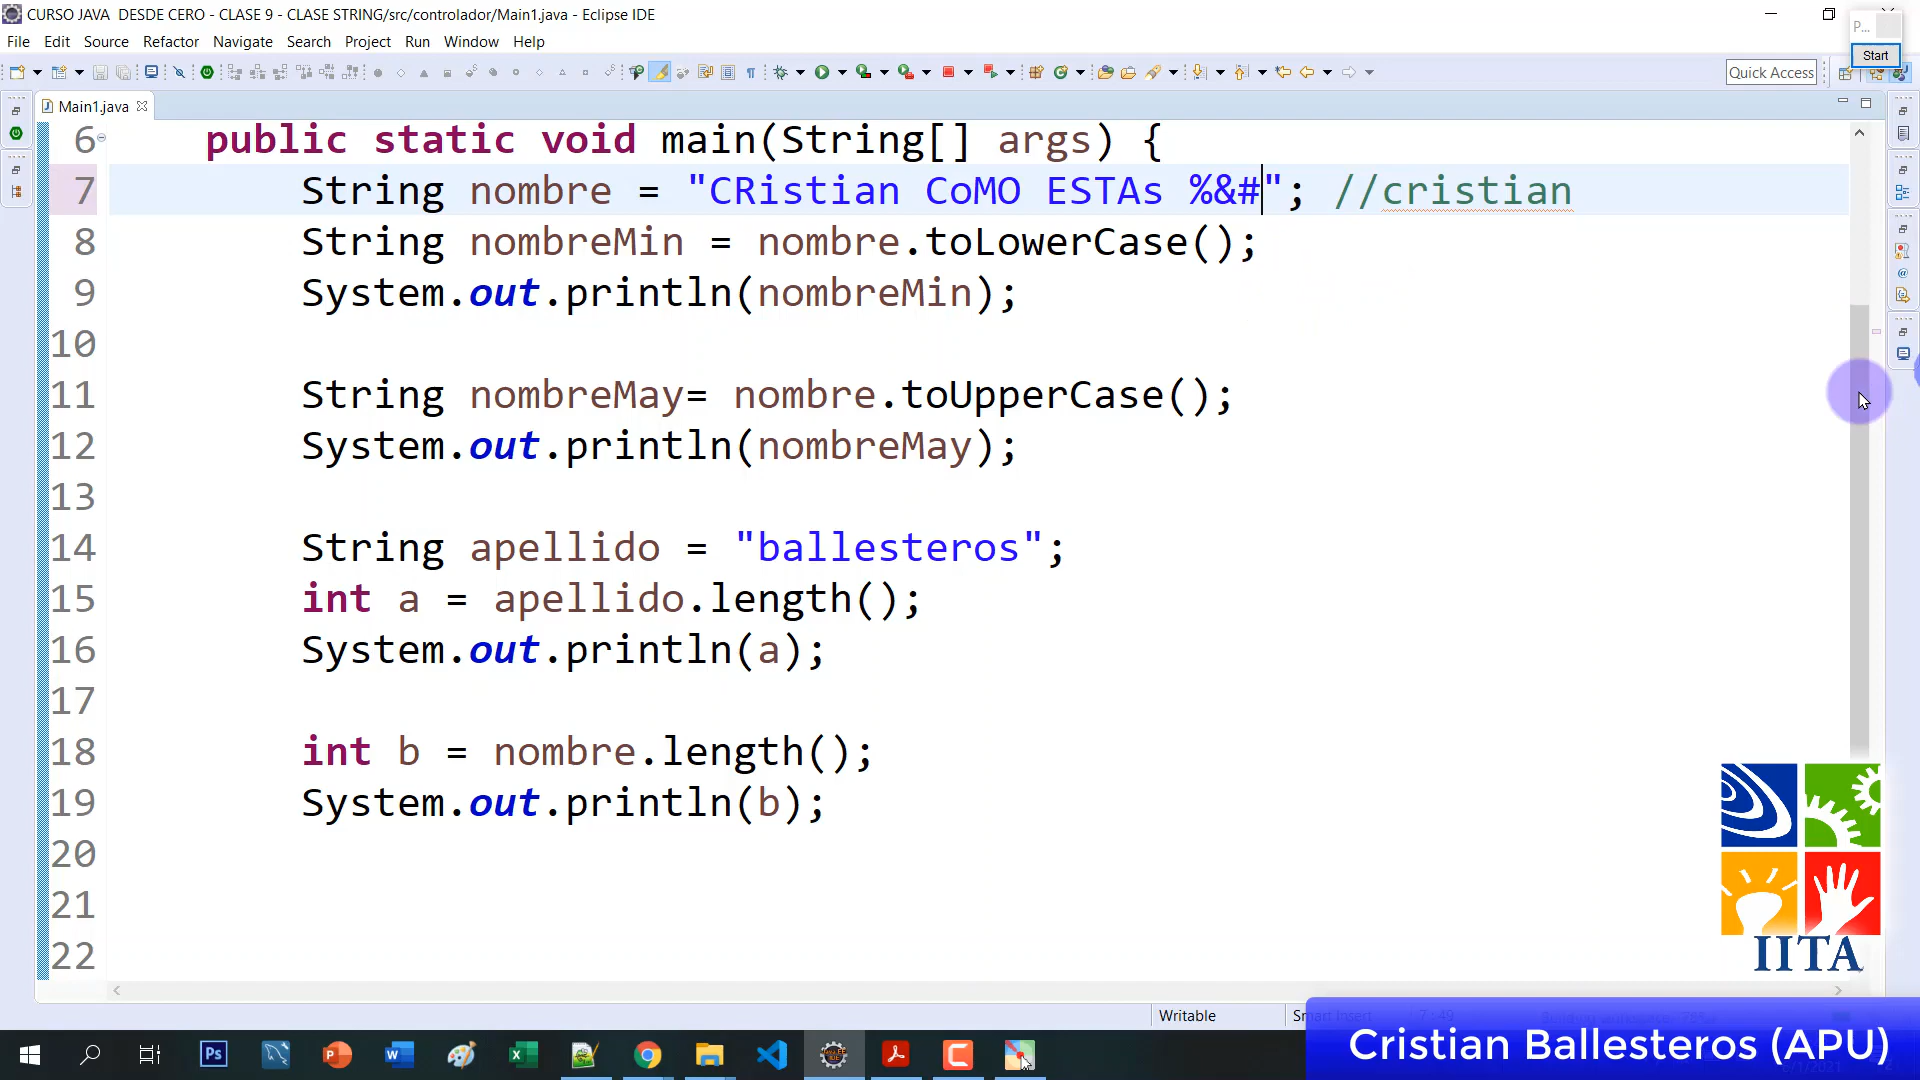 CURSO JAVA  DESDE CERO - CLASE 9 - CLASE STRING/src/controlador/Main1.java - Eclipse IDE
P...
File Edit Source Refactor Navigate Search Project Run Window Help
Start
Quick Access
Main1.java
6 public static void main(String[] args) {
7 String nombre = "CRistian CoMO ESTAs %&#"; //cristian
8 String nombreMin = nombre.toLowerCase();
9 System.out.println(nombreMin);
10
11 String nombreMay= nombre.toUpperCase();
12 System.out.println(nombreMay);
13
14 String apellido = "ballesteros";
15 int a = apellido.length();
16 System.out.println(a);
17
18 int b = nombre.length();
19 System.out.println(b);
20
21
22
IITA
Writable
Smart Insert
Cristian Ballesteros (APU)